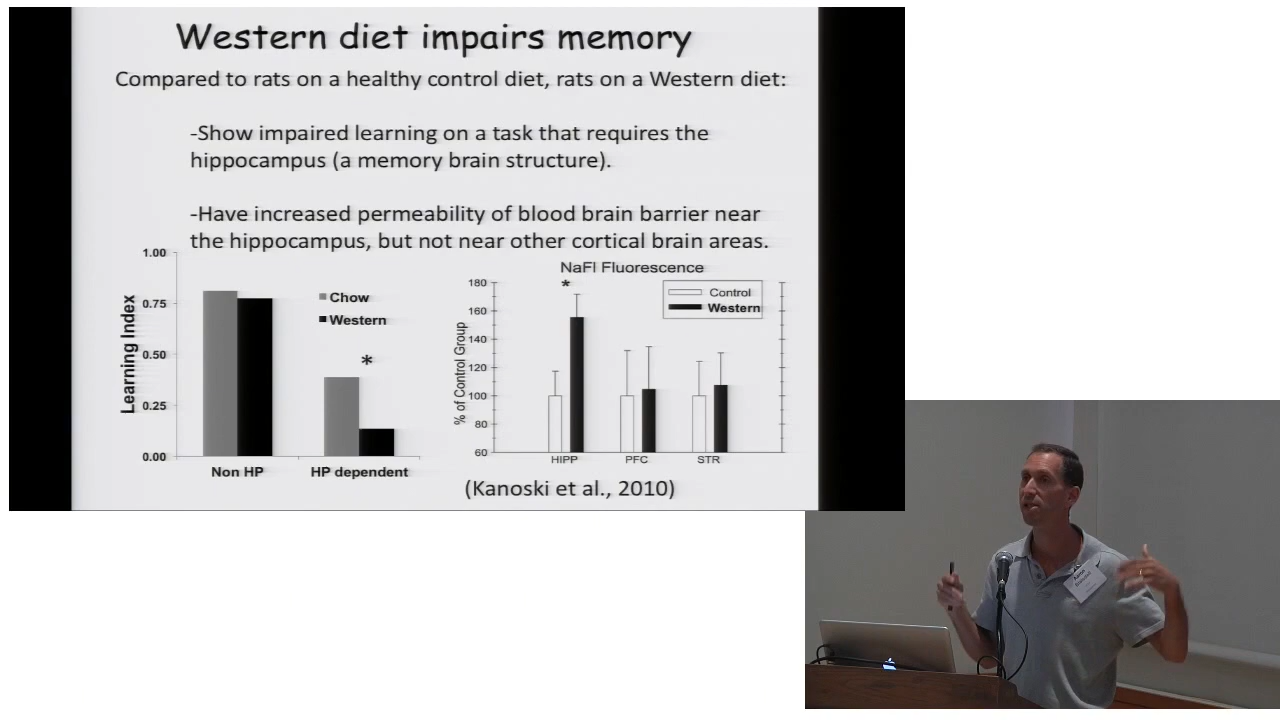 Western diet impairs memory
Compared to rats on a healthy control diet, rats on a Western diet:
-Show impaired learning on a task that requires the
hippocampus (a memory brain structure).
-Have increased permeability of blood brain barrier near
the hippocampus, but not near other cortical brain areas.
Learning Index
1.00
0.75
0.50
0.25
0.00
Chow
Western
*
Non HP
HP dependent
NaFl Fluorescence
% of Control Group
180
160
140
120
100
80
60
*
Control
Western
HIPP
PFC
STR
(Kanoski et al., 2010)
Aaron